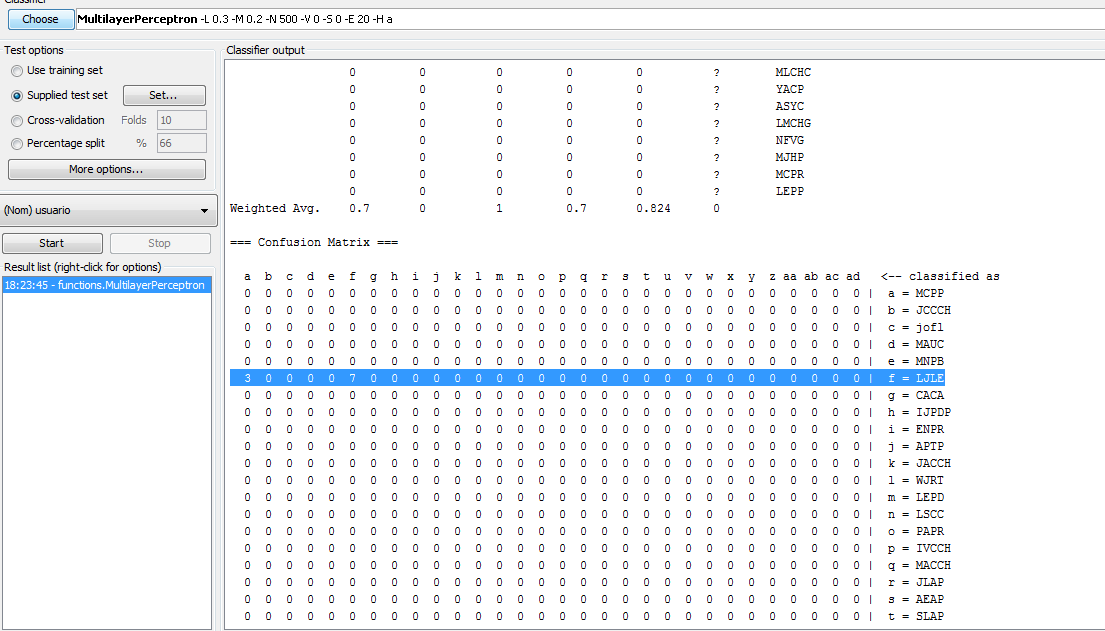 Classifier
Choose MultilayerPerceptron -L 0.3 -M 0.2 -N 500 -V 0 -S 0 -E 20 -H a
Test options
Use training set
Supplied test set Set...
Cross-validation Folds 10
Percentage split % 66
More options...
(Nom) usuario
Start Stop
Result list (right-click for options)
18:23:45 - functions.MultilayerPerceptron
Classifier output
0 0 0 0 0 ? MLCHC
0 0 0 0 0 ? YACP
0 0 0 0 0 ? ASYC
0 0 0 0 0 ? LMCHG
0 0 0 0 0 ? NFVG
0 0 0 0 0 ? MJHP
0 0 0 0 0 ? MCPR
0 0 0 0 0 ? LEPP
Weighted Avg. 0.7 0 1 0.7 0.824 0
=== Confusion Matrix ===
a b c d e f g h i j k l m n o p q r s t u v w x y z aa ab ac ad <-- classified as
0 0 0 0 0 0 0 0 0 0 0 0 0 0 0 0 0 0 0 0 0 0 0 0 0 0 0 0 0 0 | a = MCPP
0 0 0 0 0 0 0 0 0 0 0 0 0 0 0 0 0 0 0 0 0 0 0 0 0 0 0 0 0 0 | b = JCCCH
0 0 0 0 0 0 0 0 0 0 0 0 0 0 0 0 0 0 0 0 0 0 0 0 0 0 0 0 0 0 | c = jofl
0 0 0 0 0 0 0 0 0 0 0 0 0 0 0 0 0 0 0 0 0 0 0 0 0 0 0 0 0 0 | d = MAUC
0 0 0 0 0 0 0 0 0 0 0 0 0 0 0 0 0 0 0 0 0 0 0 0 0 0 0 0 0 0 | e = MNPB
3 0 0 0 0 7 0 0 0 0 0 0 0 0 0 0 0 0 0 0 0 0 0 0 0 0 0 0 0 0 | f = LJLE
0 0 0 0 0 0 0 0 0 0 0 0 0 0 0 0 0 0 0 0 0 0 0 0 0 0 0 0 0 0 | g = CACA
0 0 0 0 0 0 0 0 0 0 0 0 0 0 0 0 0 0 0 0 0 0 0 0 0 0 0 0 0 0 | h = IJPDP
0 0 0 0 0 0 0 0 0 0 0 0 0 0 0 0 0 0 0 0 0 0 0 0 0 0 0 0 0 0 | i = ENPR
0 0 0 0 0 0 0 0 0 0 0 0 0 0 0 0 0 0 0 0 0 0 0 0 0 0 0 0 0 0 | j = APTP
0 0 0 0 0 0 0 0 0 0 0 0 0 0 0 0 0 0 0 0 0 0 0 0 0 0 0 0 0 0 | k = JACCH
0 0 0 0 0 0 0 0 0 0 0 0 0 0 0 0 0 0 0 0 0 0 0 0 0 0 0 0 0 0 | l = WJRT
0 0 0 0 0 0 0 0 0 0 0 0 0 0 0 0 0 0 0 0 0 0 0 0 0 0 0 0 0 0 | m = LEPD
0 0 0 0 0 0 0 0 0 0 0 0 0 0 0 0 0 0 0 0 0 0 0 0 0 0 0 0 0 0 | n = LSCC
0 0 0 0 0 0 0 0 0 0 0 0 0 0 0 0 0 0 0 0 0 0 0 0 0 0 0 0 0 0 | o = PAPR
0 0 0 0 0 0 0 0 0 0 0 0 0 0 0 0 0 0 0 0 0 0 0 0 0 0 0 0 0 0 | p = IVCCH
0 0 0 0 0 0 0 0 0 0 0 0 0 0 0 0 0 0 0 0 0 0 0 0 0 0 0 0 0 0 | q = MACCH
0 0 0 0 0 0 0 0 0 0 0 0 0 0 0 0 0 0 0 0 0 0 0 0 0 0 0 0 0 0 | r = JLAP
0 0 0 0 0 0 0 0 0 0 0 0 0 0 0 0 0 0 0 0 0 0 0 0 0 0 0 0 0 0 | s = AEAP
0 0 0 0 0 0 0 0 0 0 0 0 0 0 0 0 0 0 0 0 0 0 0 0 0 0 0 0 0 0 | t = SLAP